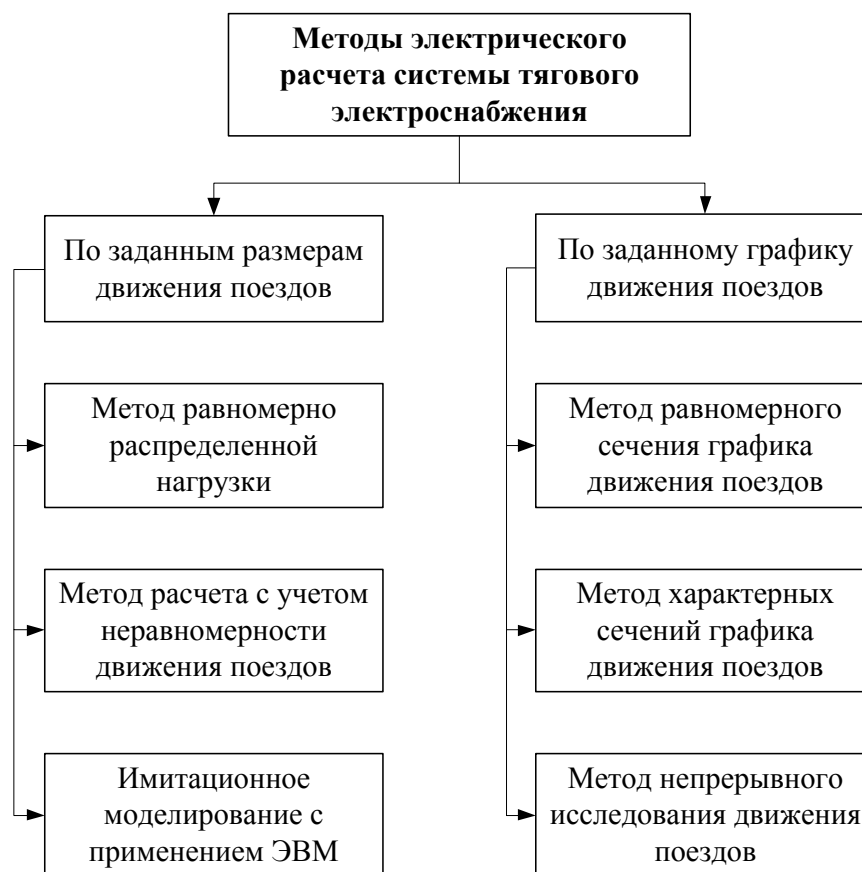 Методы электрического
расчета системы тягового
электроснабжения
По заданным размерам
движения поездов
Метод равномерно
распределенной
нагрузки
Метод расчета с учетом
неравномерности
движения поездов
Имитационное
моделирование с
применением ЭВМ
По заданному графику
движения поездов
Метод равномерного
сечения графика
движения поездов
Метод характерных
сечений графика
движения поездов
Метод непрерывного
исследования движения
поездов